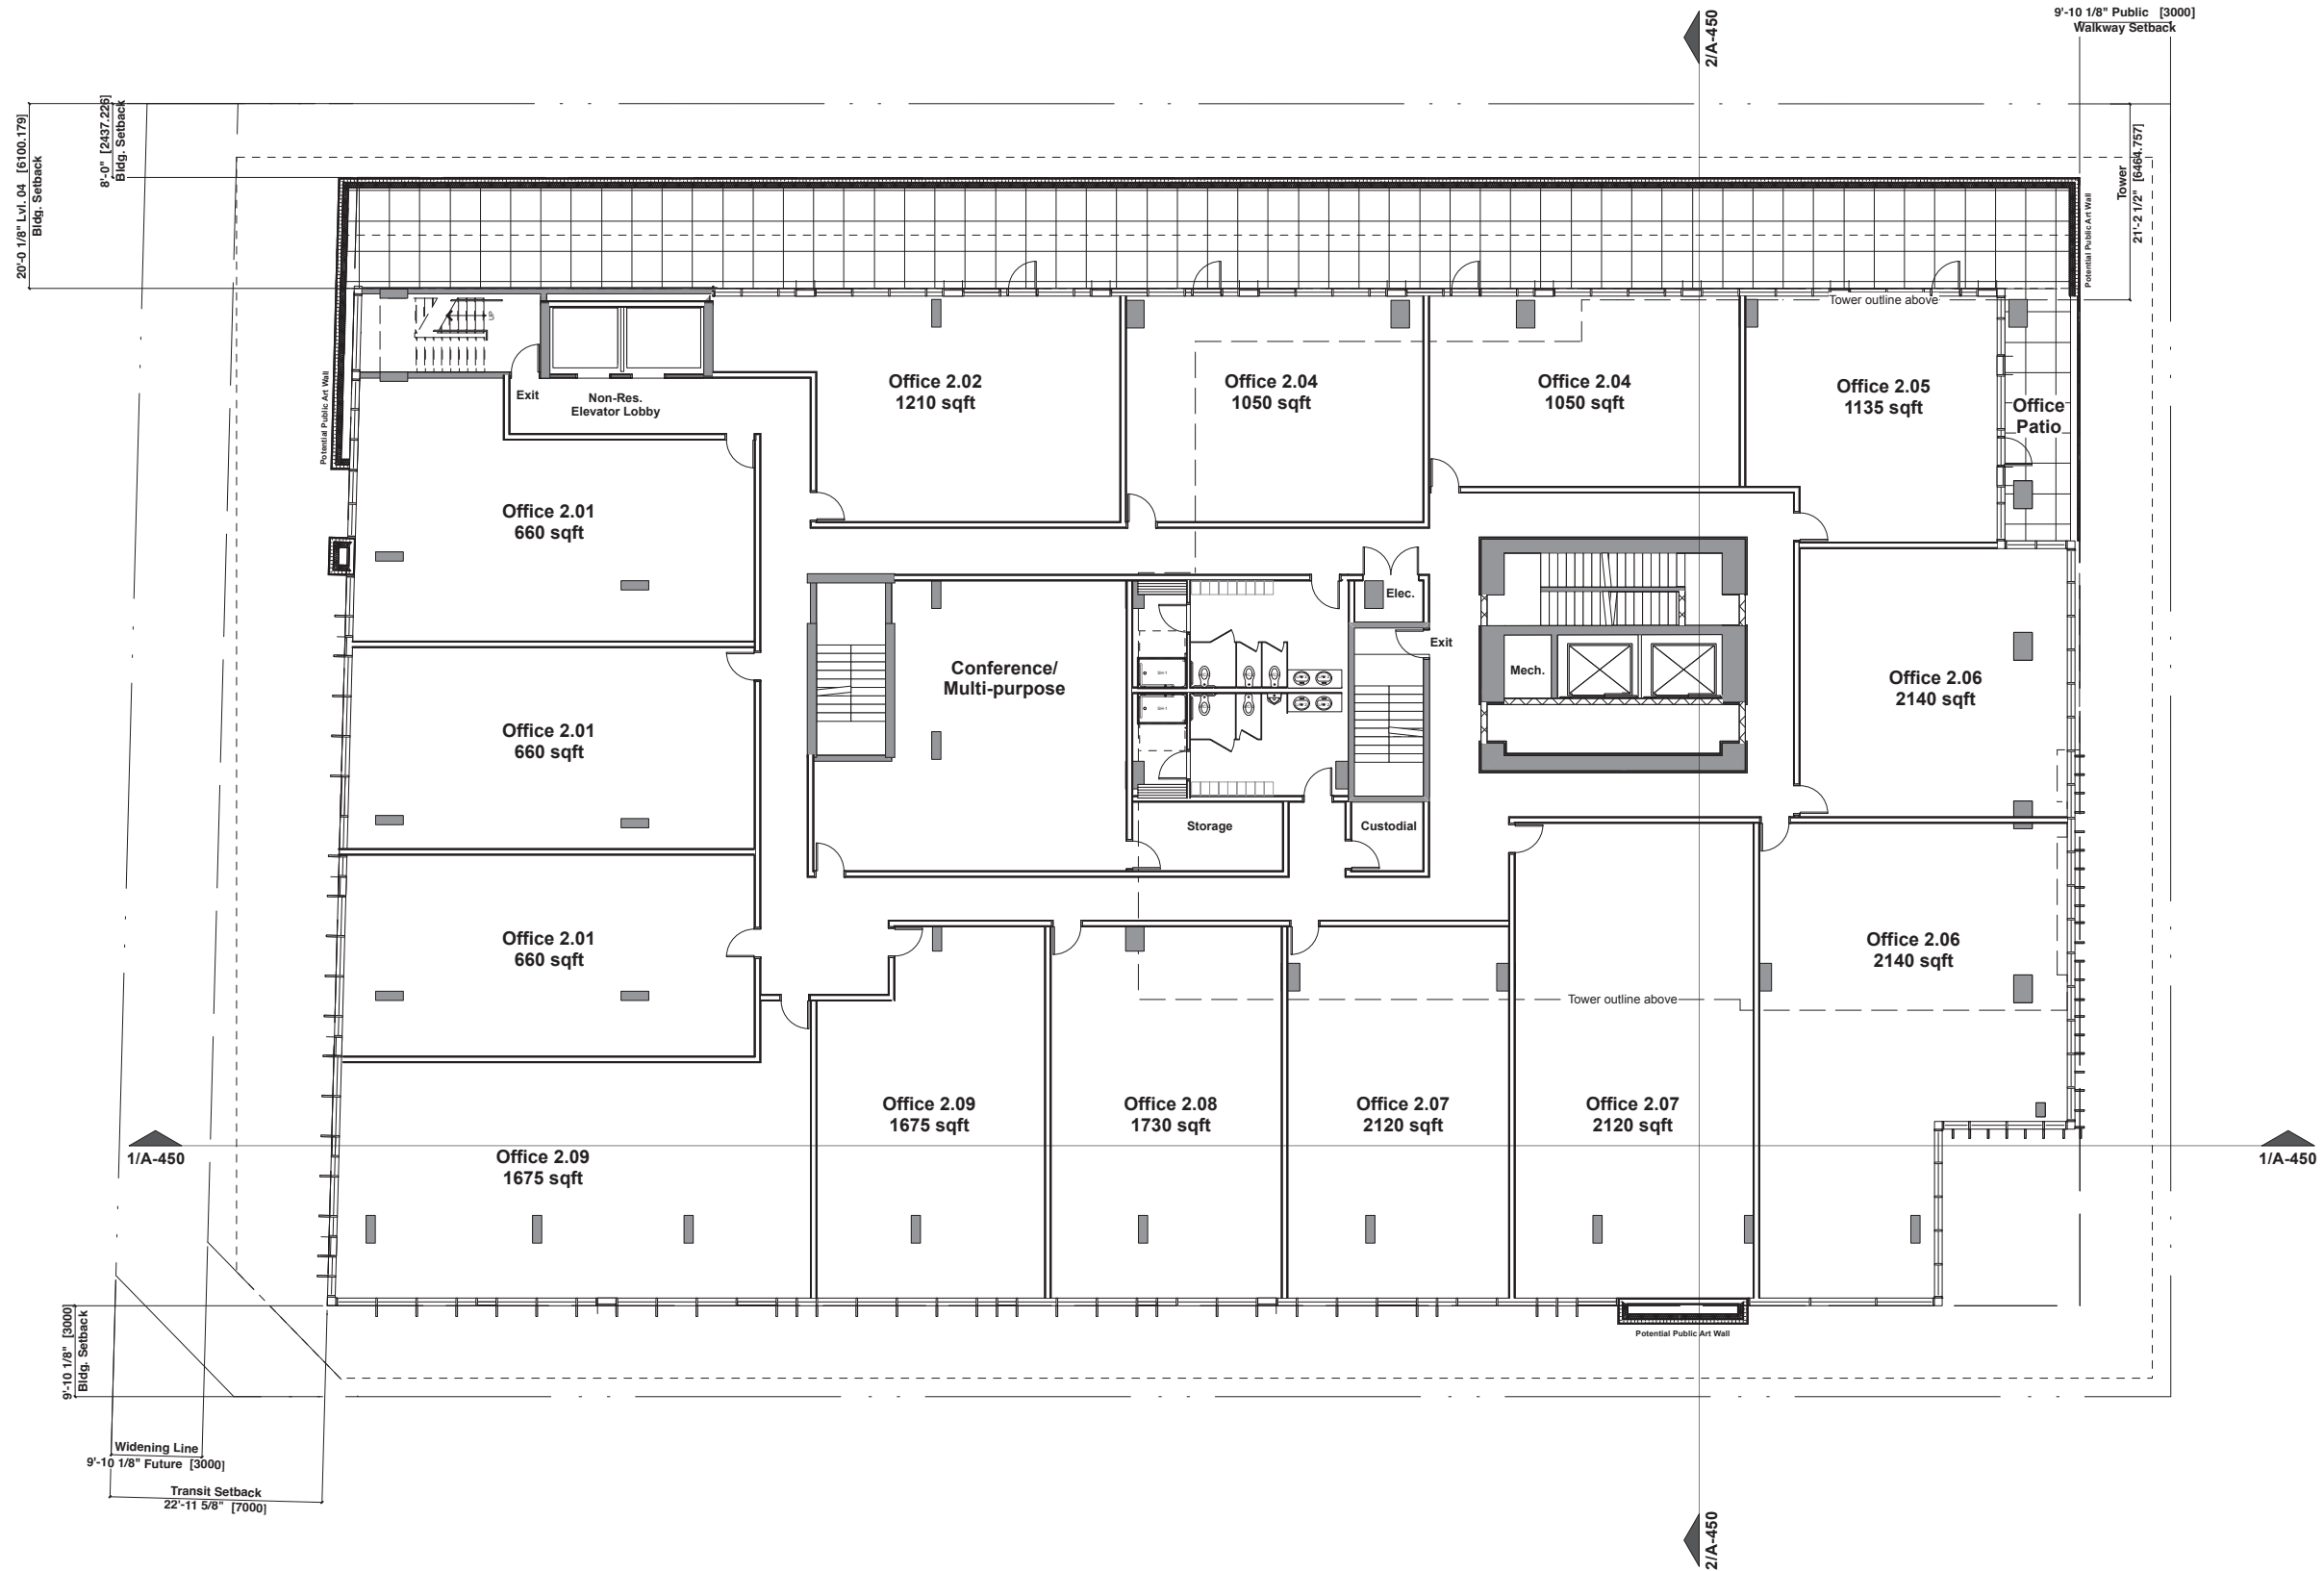 9'-10 1/8" Public [3000]
Walkway Setback
2/A-450
20'-0 1/8" Lvl. 04 [6100.179]
Bldg. Setback
8'-0" [2437.226]
Bldg. Setback
Tower
21'-2 1/2" [6464.757]
Potential Public Art Wall
Potential Public Art Wall
Tower outline above
Exit
Non-Res.
Elevator Lobby
Office 2.02
1210 sqft
Office 2.04
1050 sqft
Office 2.04
1050 sqft
Office 2.05
1135 sqft
Office
Patio
Office 2.01
660 sqft
Elec.
Exit
Mech.
Conference/
Multi-purpose
Office 2.06
2140 sqft
Office 2.01
660 sqft
Storage
Custodial
Office 2.01
660 sqft
Office 2.06
2140 sqft
Tower outline above
Office 2.09
1675 sqft
Office 2.08
1730 sqft
Office 2.07
2120 sqft
Office 2.07
2120 sqft
1/A-450
1/A-450
Office 2.09
1675 sqft
Potential Public Art Wall
9'-10 1/8" [3000]
Bldg. Setback
Widening Line
9'-10 1/8" Future [3000]
Transit Setback
22'-11 5/8" [7000]
2/A-450